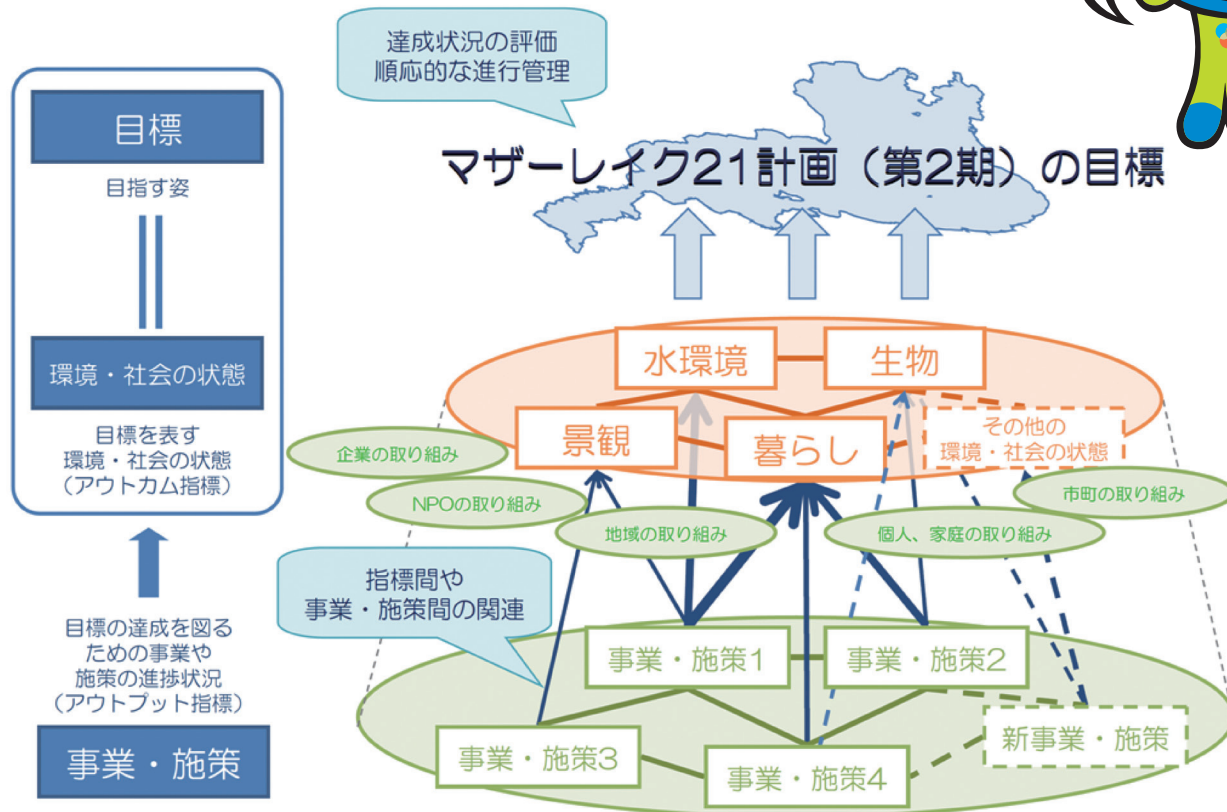 達成状況の評価
順応的な進行管理
マザーレイク21計画（第2期）の目標
目標
目指す姿
環境・社会の状態
目標を表す
環境・社会の状態
（アウトカム指標）
目標の達成を図る
ための事業や
施策の進捗状況
（アウトプット指標）
事業・施策
水環境
生物
景観
暮らし
その他の
環境・社会の状態
企業の取り組み
NPOの取り組み
地域の取り組み
個人、家庭の取り組み
市町の取り組み
指標間や
事業・施策間の関連
事業・施策1
事業・施策2
事業・施策3
事業・施策4
新事業・施策